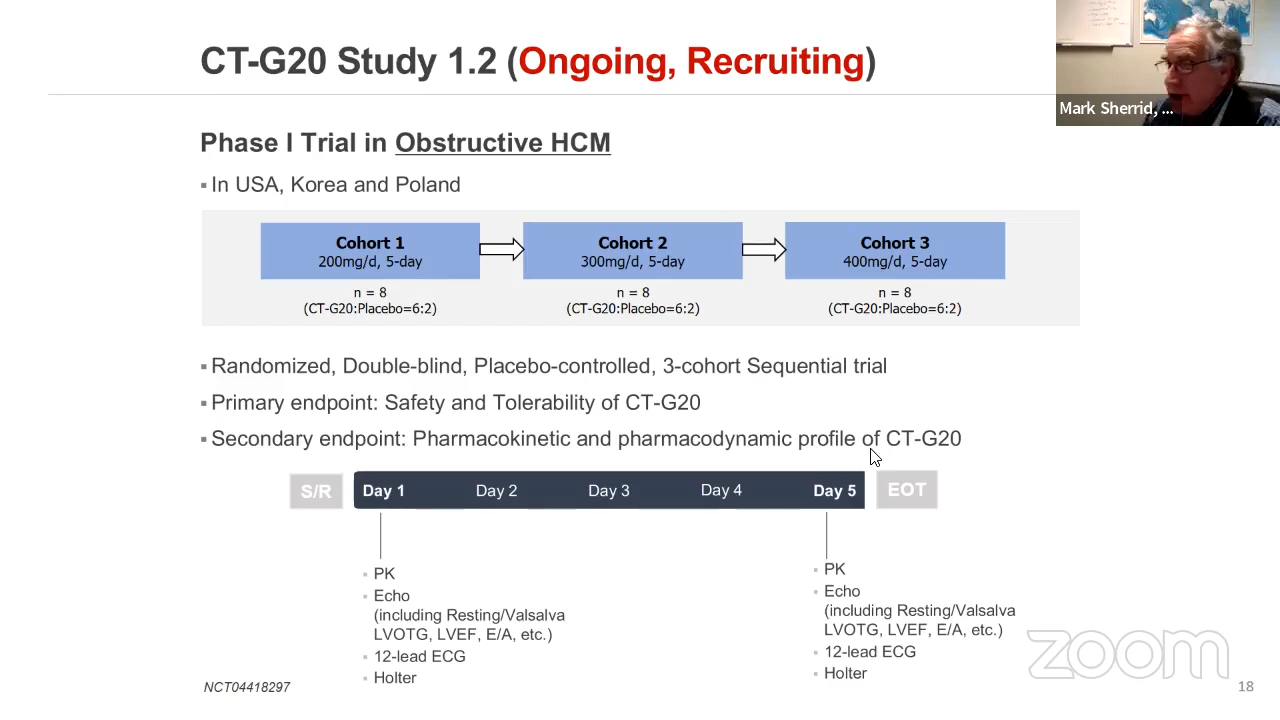 CT-G20 Study 1.2 (Ongoing, Recruiting)
Mark Sherrid, ...
Phase I Trial in Obstructive HCM
▪ In USA, Korea and Poland
Cohort 1
200mg/d, 5-day
n = 8
(CT-G20:Placebo=6:2)
Cohort 2
300mg/d, 5-day
n = 8
(CT-G20:Placebo=6:2)
Cohort 3
400mg/d, 5-day
n = 8
(CT-G20:Placebo=6:2)
▪ Randomized, Double-blind, Placebo-controlled, 3-cohort Sequential trial
▪ Primary endpoint: Safety and Tolerability of CT-G20
▪ Secondary endpoint: Pharmacokinetic and pharmacodynamic profile of CT-G20
S/R Day 1 Day 2 Day 3 Day 4 Day 5 EOT
▪ PK
▪ Echo
(including Resting/Valsalva
LVOTG, LVEF, E/A, etc.)
▪ 12-lead ECG
▪ Holter
▪ PK
▪ Echo
(including Resting/Valsalva
LVOTG, LVEF, E/A, etc.)
▪ 12-lead ECG
▪ Holter
zoom
NCT04418297
18